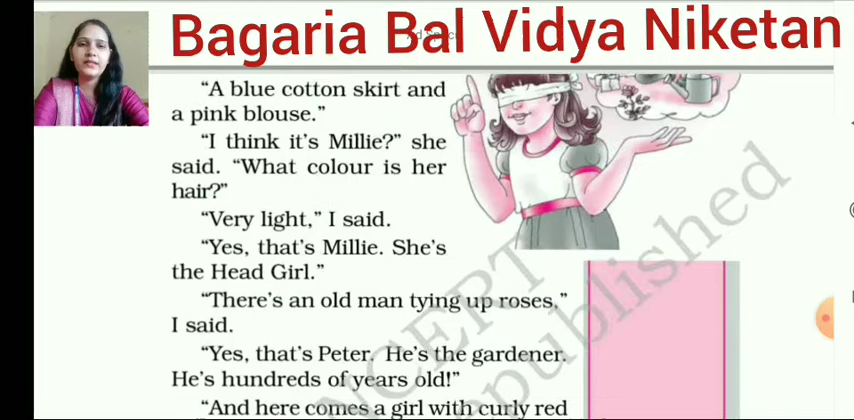 Bagaria Bal Vidya Niketan
"A blue cotton skirt and
a pink blouse."
"I think it's Millie?" she
said. "What colour is her
hair?"
"Very light," I said.
"Yes, that's Millie. She's
the Head Girl."
"There's an old man tying up roses,"
I said.
"Yes, that's Peter. He's the gardener.
He's hundreds of years old!"
"And here comes a girl with curly red
NCERT
republished